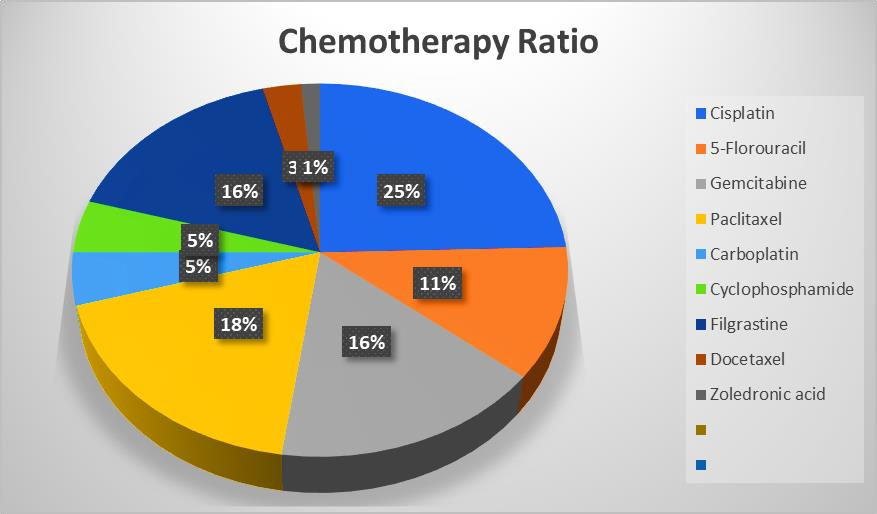 Chemotherapy Ratio
3 1%
16%
25%
5%
5%
11%
18%
16%
Cisplatin
5-Florouracil
Gemcitabine
Paclitaxel
Carboplatin
Cyclophosphamide
Filgrastine
Docetaxel
Zoledronic acid